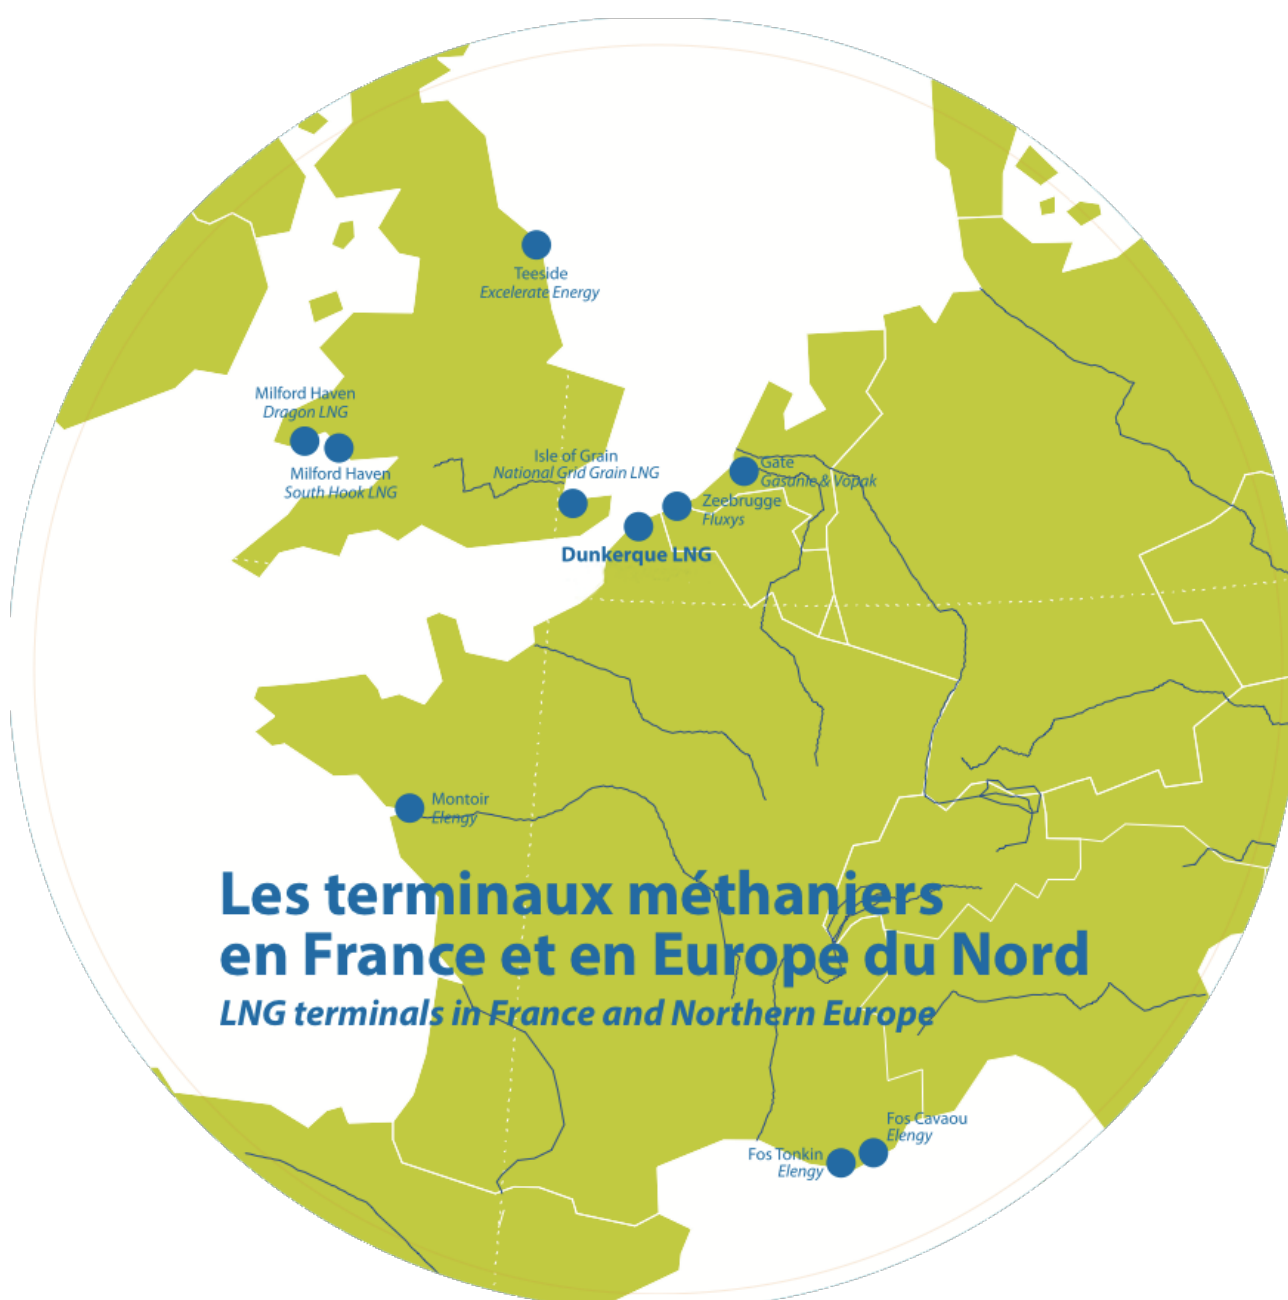 Teeside
Excelerate Energy
Milford Haven
Dragon LNG
Milford Haven
South Hook LNG
Isle of Grain
National Grid Grain LNG
Gate
Gasunie & Vopak
Zeebrugge
Fluxys
Dunkerque LNG
Montoir
Elengy
Les terminaux méthaniers
en France et en Europe du Nord
LNG terminals in France and Northern Europe
Fos Cavaou
Elengy
Fos Tonkin
Elengy